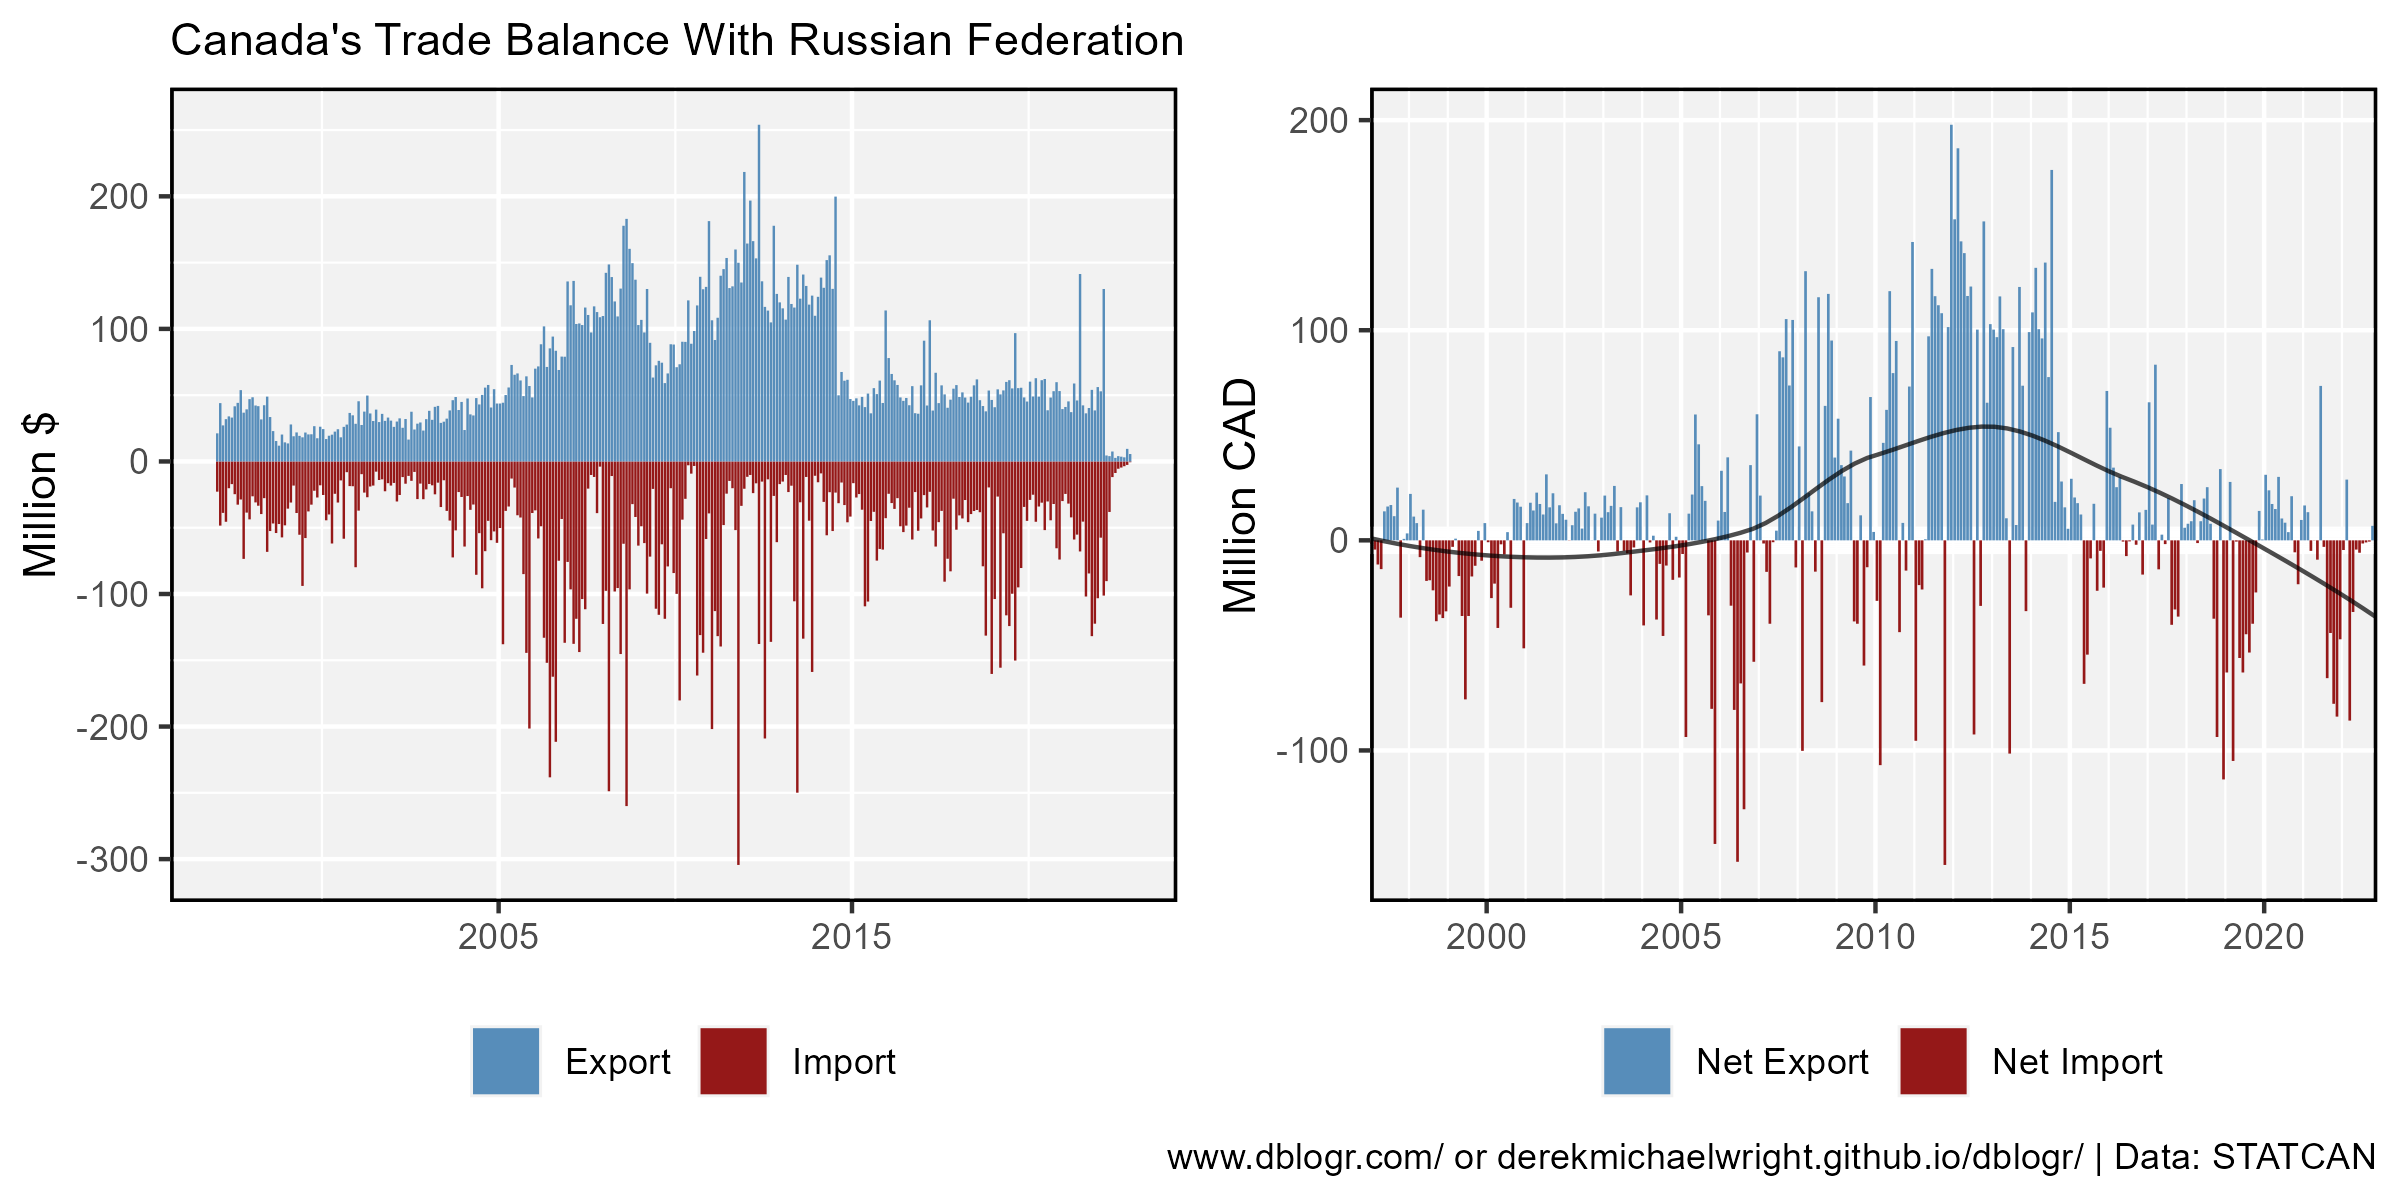 Canada's Trade Balance With Russian Federation
Million $
200
100
0
-100
-200
-300
2005 2015
Export Import
Million CAD
200
100
0
-100
2000 2005 2010 2015 2020
Net Export Net Import
www.dblogr.com/ or derekmichaelwright.github.io/dblogr/ | Data: STATCAN